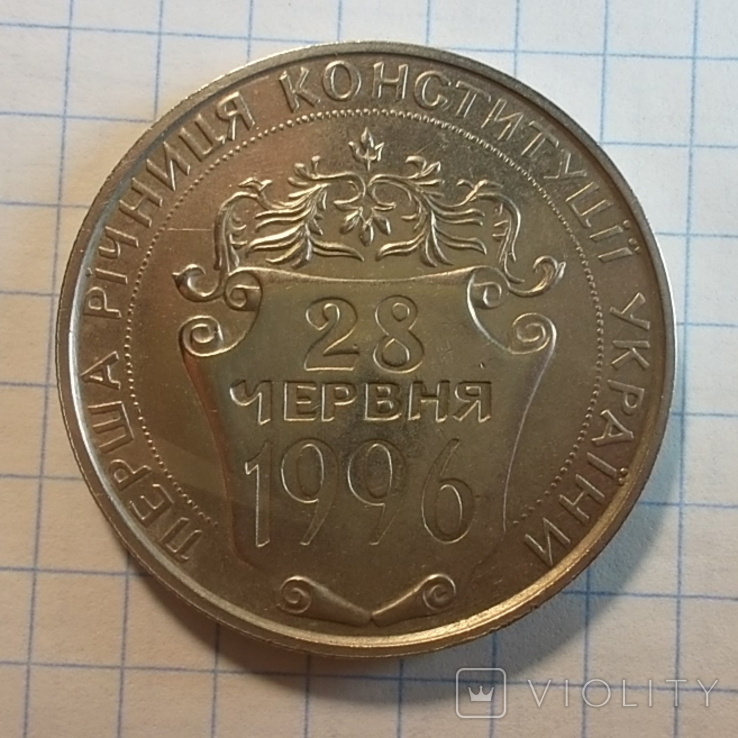 ПЕРША РІЧНИЦЯ КОНСТИТУЦІЇ УКРАЇНИ
28
ЧЕРВНЯ
1996
VIOLITY